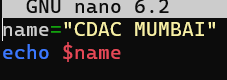 GNU nano 6.2
name="CDAC MUMBAI"
echo $name